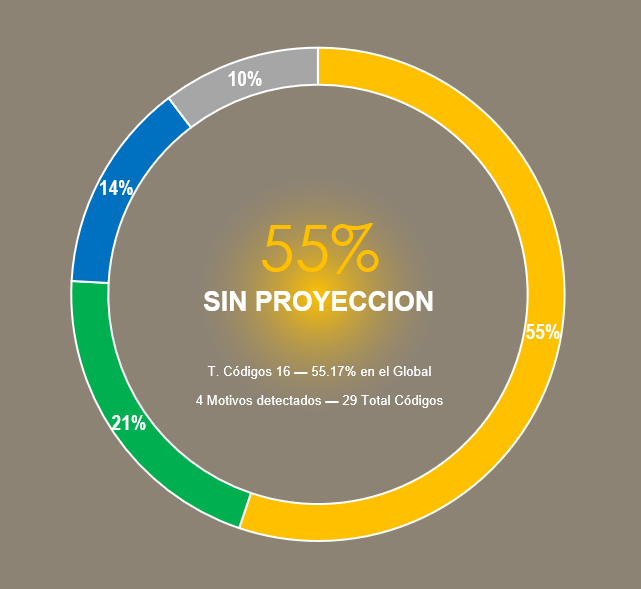 10%
14%
55%
SIN PROYECCION
55%
T. Códigos 16 — 55.17% en el Global
4 Motivos detectados — 29 Total Códigos
21%